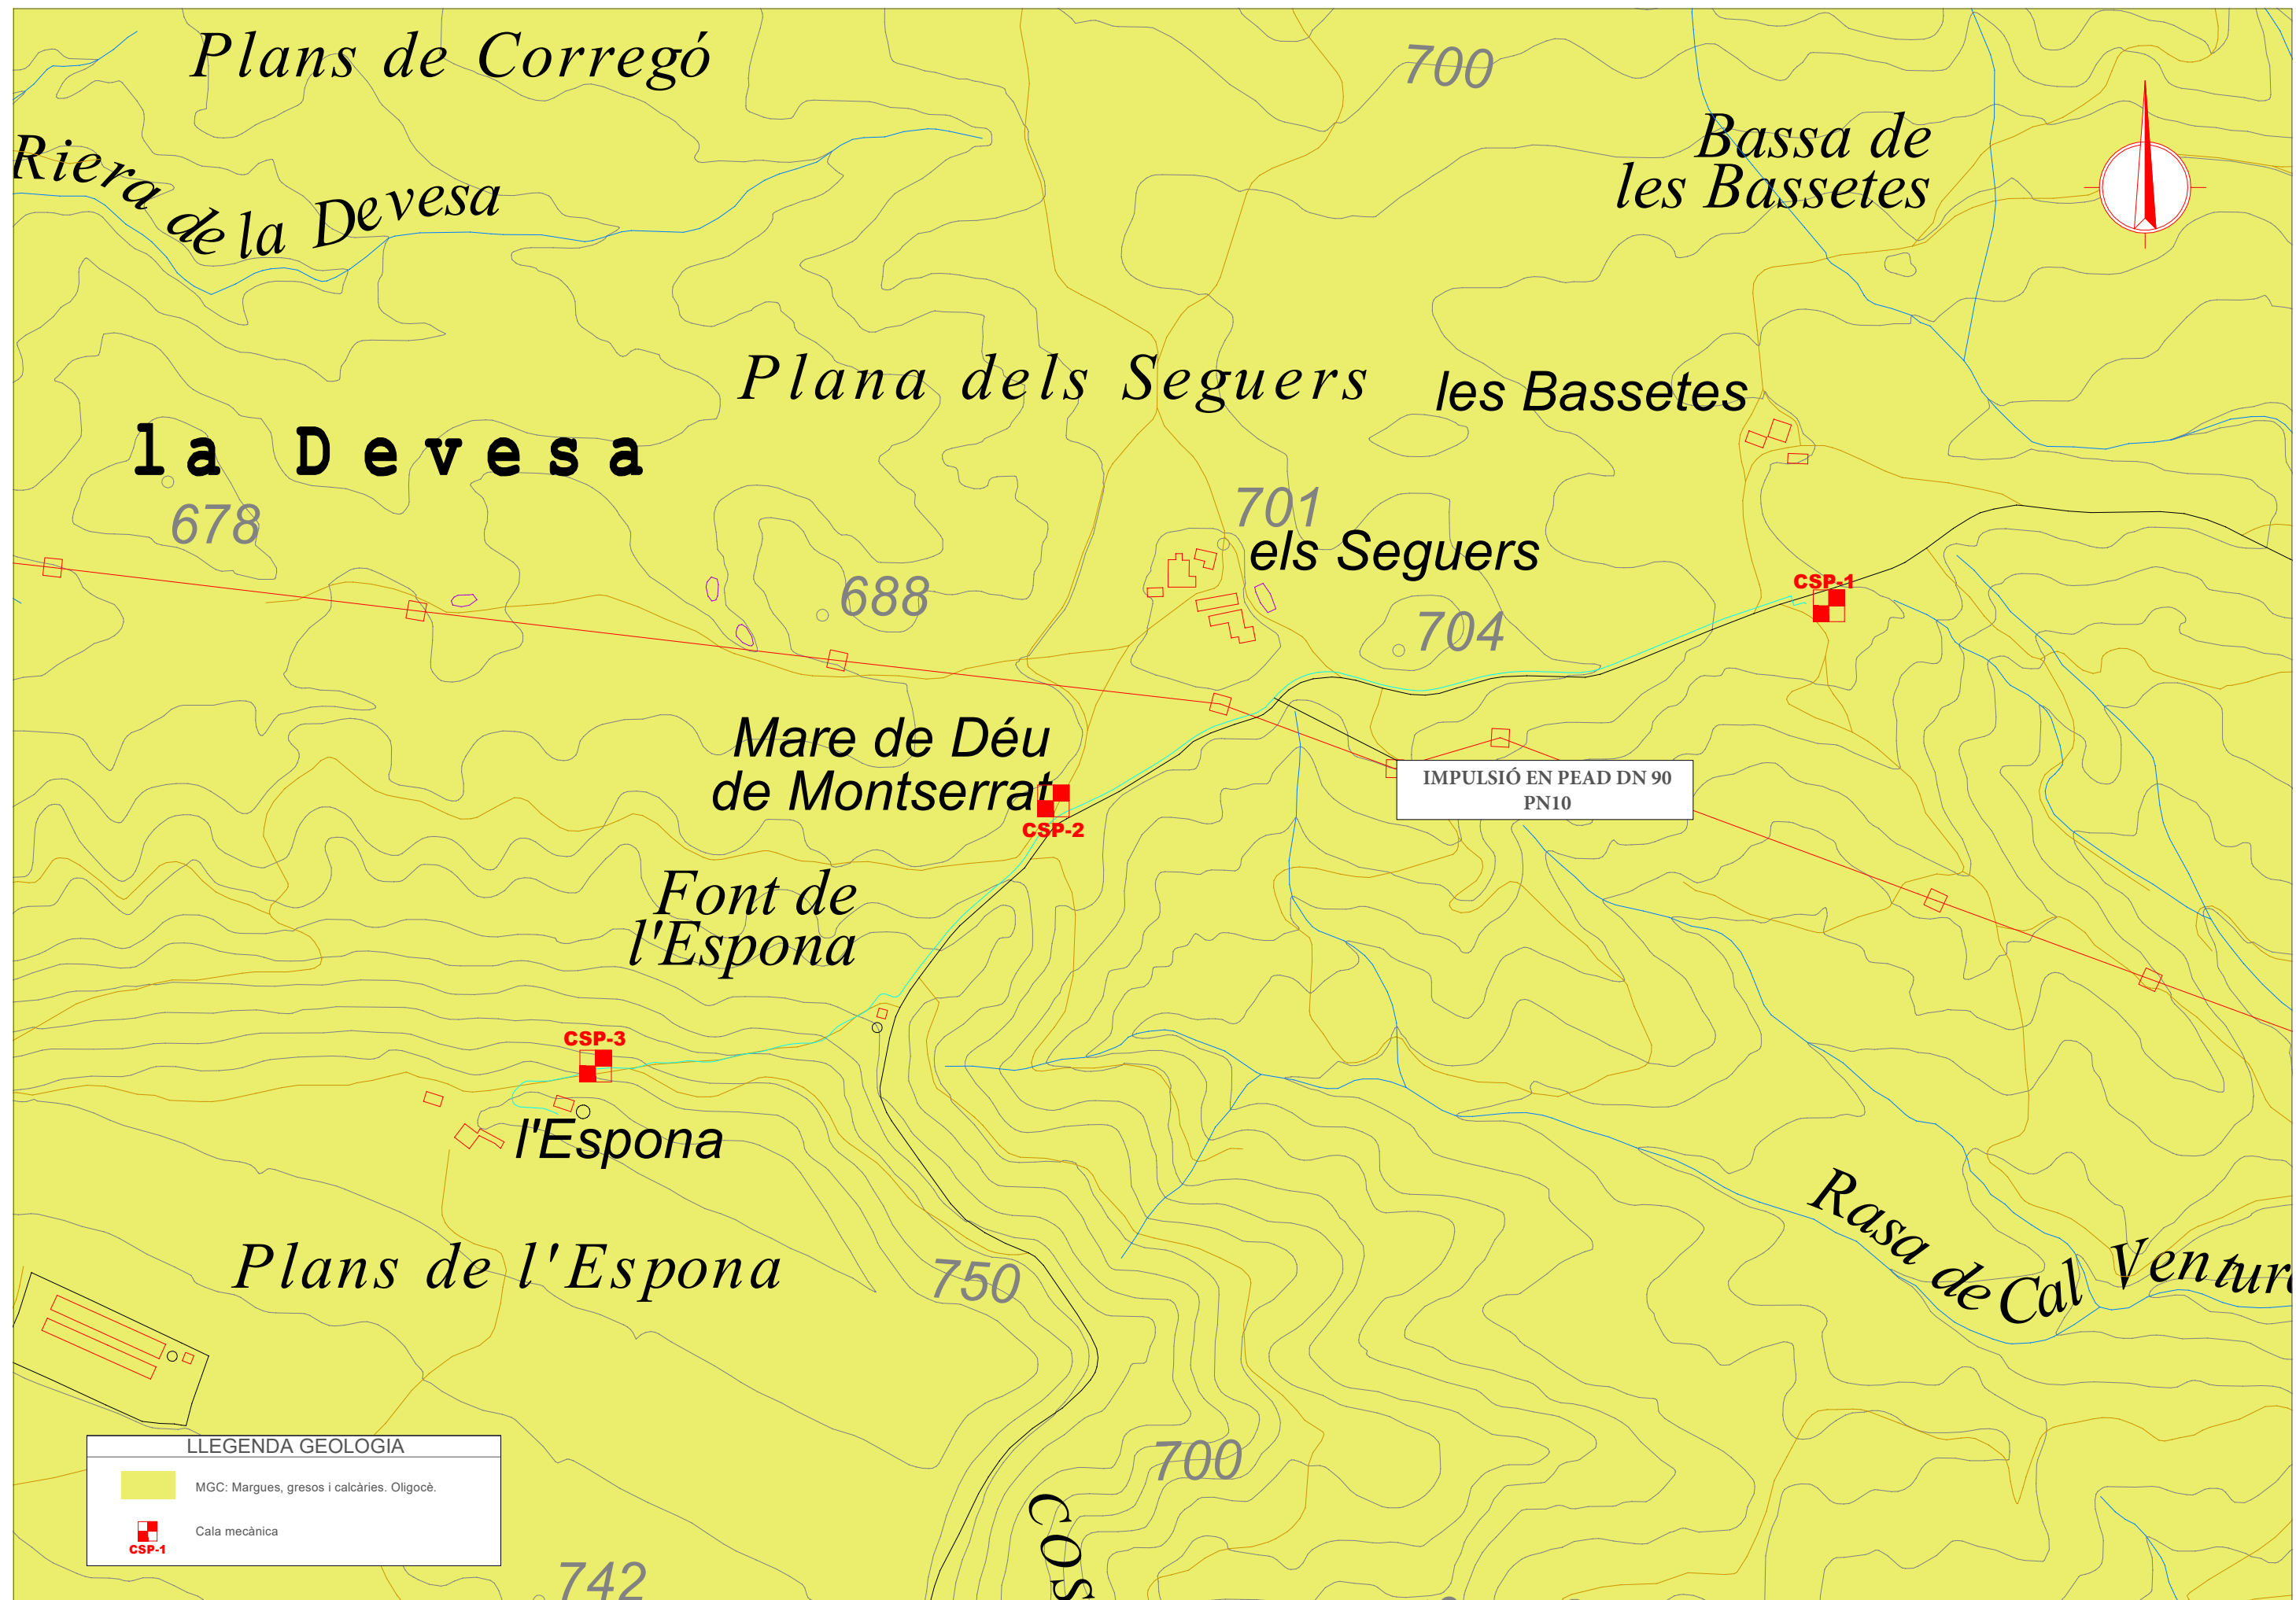 Plans de Corregó
700
Bassa de
les Bassetes
Riera de la Devesa
Plana dels Seguers
les Bassetes
la Devesa
678
701
els Seguers
688
704
CSP-1
Mare de Déu
de Montserrat
CSP-2
IMPULSIÓ EN PEAD DN 90
PN10
Font de
l'Espona
CSP-3
l'Espona
Plans de l'Espona
750
Rasa de Cal Ventura
700
LLEGENDA GEOLOGIA
MGC: Margues, gresos i calcàries. Oligocè.
Cala mecànica
CSP-1
742
Cos